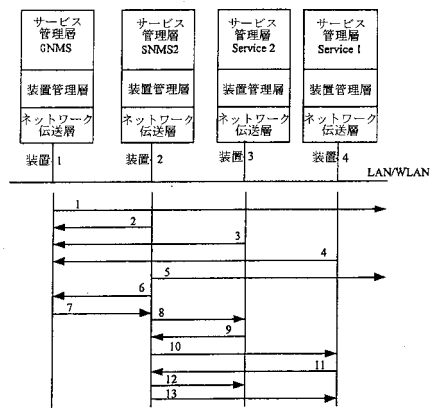 サービス
管理層
GNMS
装置管理層
ネットワーク
伝送層
装置 1
サービス
管理層
SNMS2
装置管理層
ネットワーク
伝送層
装置 2
サービス
管理層
Service 2
装置管理層
ネットワーク
伝送層
装置 3
サービス
管理層
Service 1
装置管理層
ネットワーク
伝送層
装置 4
LAN/WLAN
1
2
3
4
5
6
7
8
9
10
11
12
13